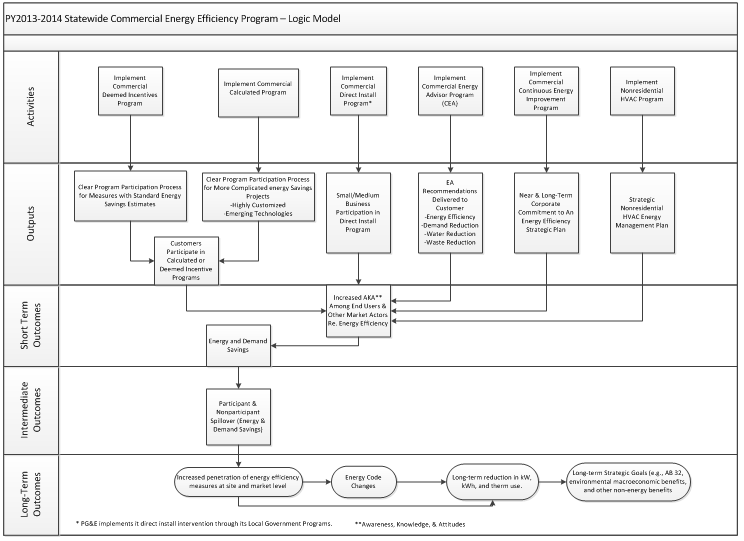 PY2013-2014 Statewide Commercial Energy Efficiency Program – Logic Model
Activities
Implement
Commercial
Deemed Incentives
Program
Implement Commercial
Calculated Program
Implement
Commercial
Direct Install
Program*
Implement
Commercial Energy
Advisor Program
(CEA)
Implement
Commercial
Continuous Energy
Improvement
Program
Implement
Nonresidential
HVAC Program
Outputs
Clear Program Participation Process
for Measures with Standard Energy
Savings Estimates
Clear Program Participation Process
for More Complicated energy Savings
Projects
-Highly Customized
-Emerging Technologies
Small/Medium
Business
Participation in
Direct Install
Program
EA
Recommendations
Delivered to
Customer
-Energy Efficiency
-Demand Reduction
-Water Reduction
-Waste Reduction
Near & Long-Term
Corporate
Commitment to An
Energy Efficiency
Strategic Plan
Strategic
Nonresidential
HVAC Energy
Management Plan
Customers
Participate in
Calculated or
Deemed Incentive
Programs
Short Term
Outcomes
Increased AKA**
Among End Users &
Other Market Actors
Re. Energy Efficiency
Energy and Demand
Savings
Intermediate
Outcomes
Participant &
Nonparticipant
Spillover (Energy &
Demand Savings)
Long-Term
Outcomes
Increased penetration of energy efficiency
measures at site and market level
Energy Code
Changes
Long-term reduction in kW,
kWh, and therm use.
Long-term Strategic Goals (e.g., AB 32,
environmental macroeconomic benefits,
and other non-energy benefits
* PG&E implements it direct install intervention through its Local Government Programs.
**Awareness, Knowledge, & Attitudes